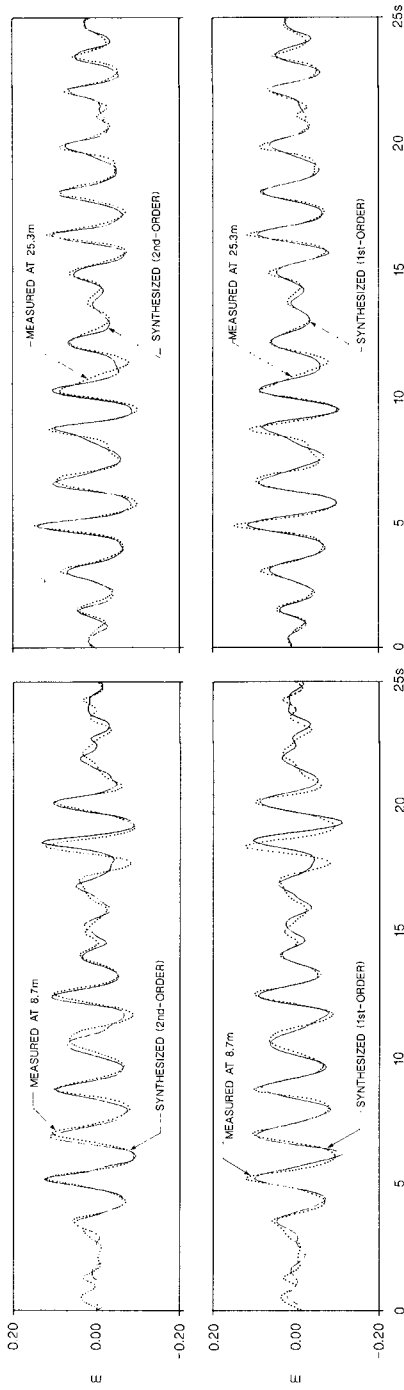 0.20
0.00
-0.20
m
MEASURED AT 8.7m
SYNTHESIZED (2nd-ORDER)
MEASURED AT 25.3m
SYNTHESIZED (2nd-ORDER)
0.20
0.00
-0.20
m
MEASURED AT 8.7m
SYNTHESIZED (1st-ORDER)
0
5
10
15
20
25s
MEASURED AT 25.3m
SYNTHESIZED (1st-ORDER)
0
5
10
15
20
25s